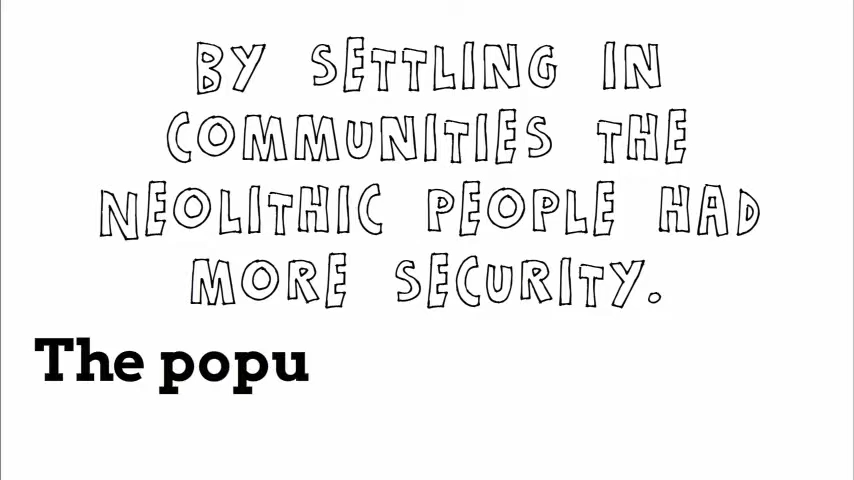 BY SETTLING IN
COMMUNITIES THE
NEOLITHIC PEOPLE HAD
MORE SECURITY.
The popu